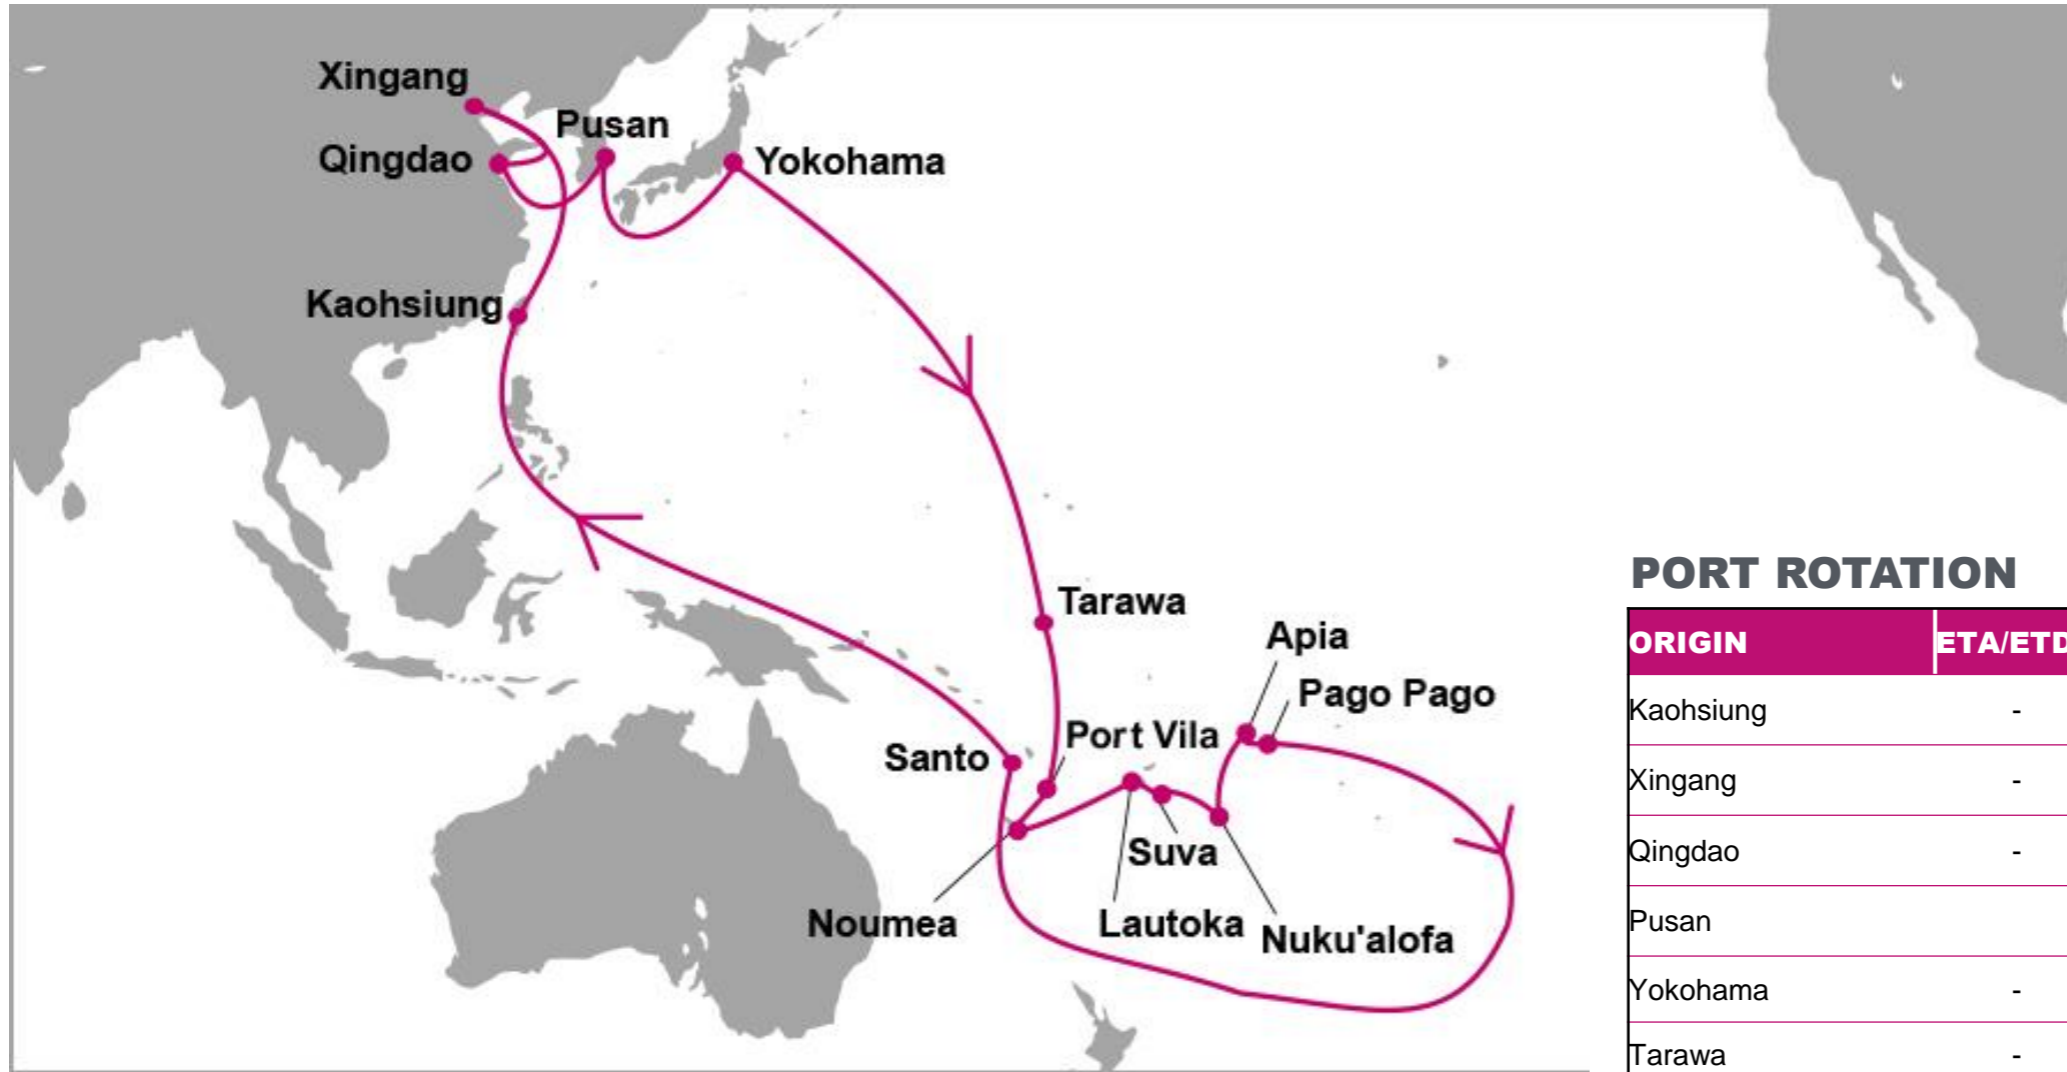 Xingang
Pusan
Qingdao
Yokohama
Kaohsiung
Tarawa
Apia
Pago Pago
Port Vila
Santo
Suva
Noumea
Lautoka
Nuku'alofa
PORT ROTATION
ORIGIN ETA/ETD
Kaohsiung -
Xingang -
Qingdao -
Pusan
Yokohama -
Tarawa -